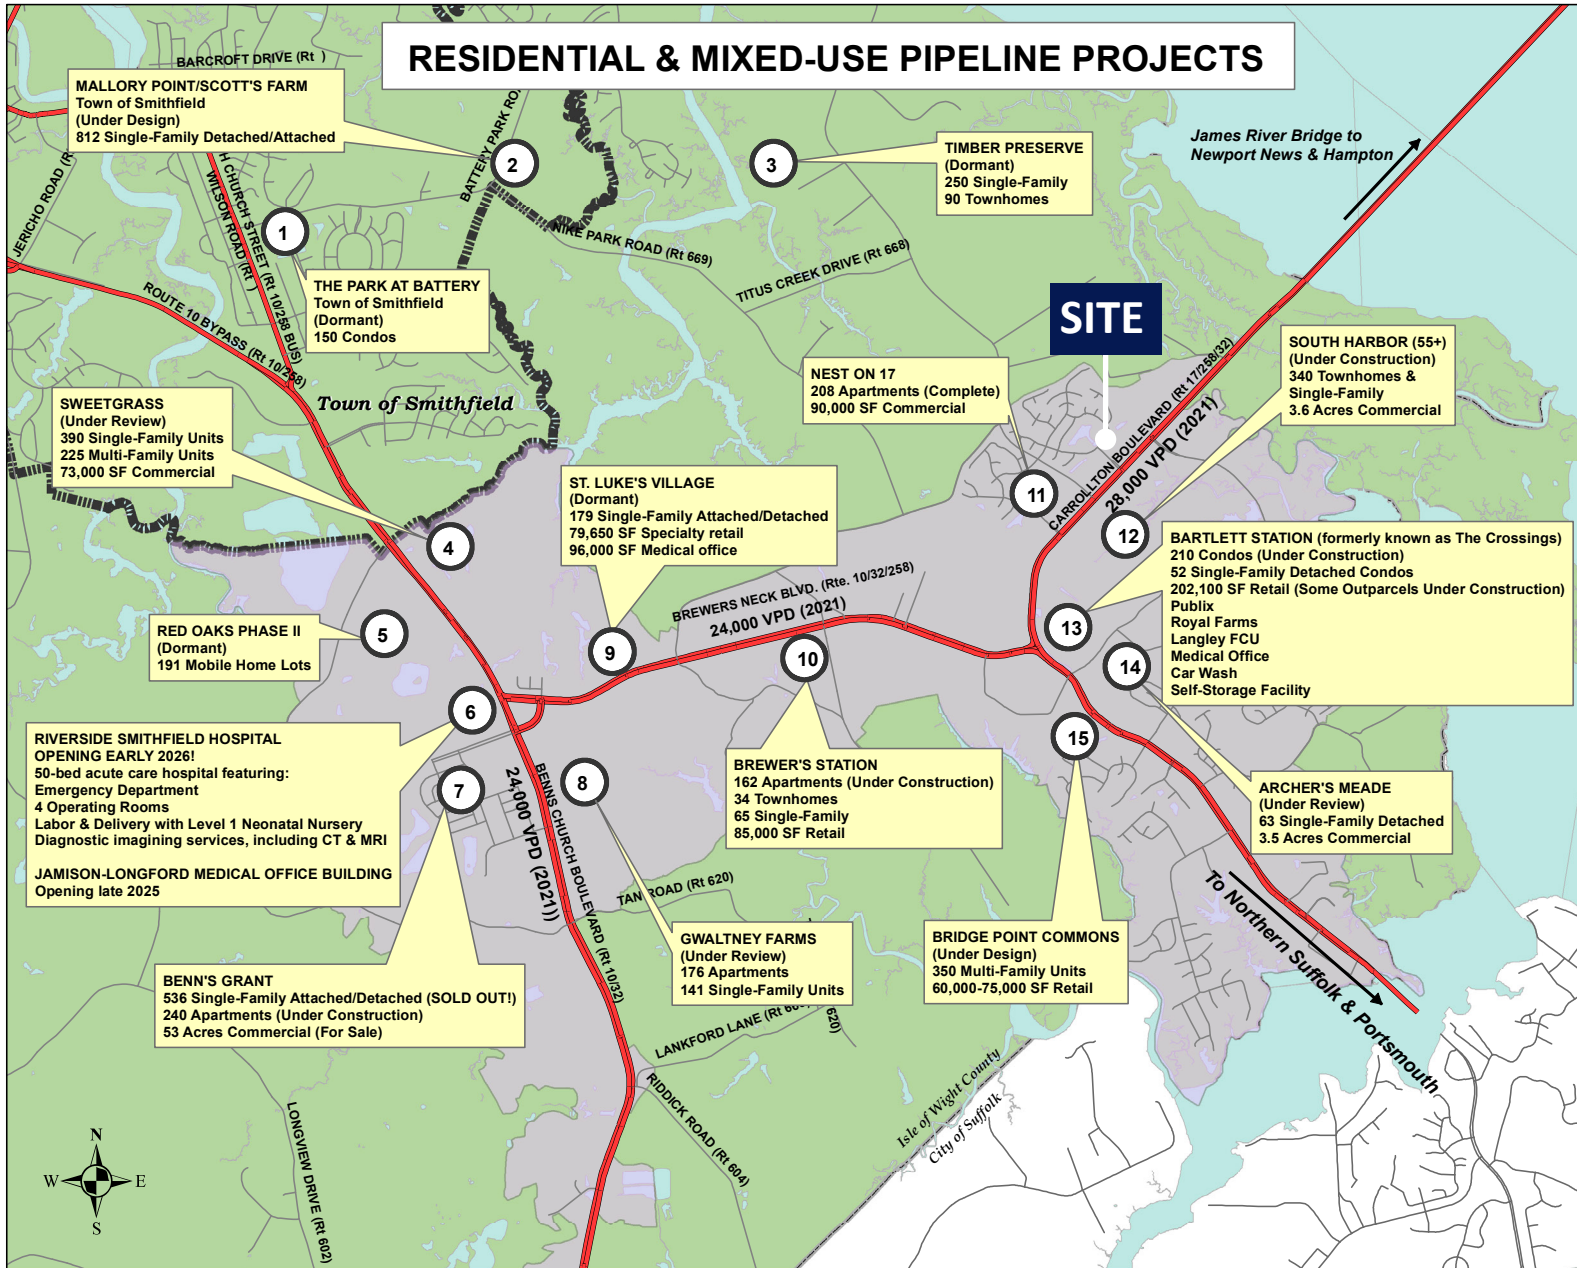 RESIDENTIAL & MIXED-USE PIPELINE PROJECTS
BARCROFT DRIVE (Rt )
MALLORY POINT/SCOTT'S FARM
Town of Smithfield
(Under Design)
812 Single-Family Detached/Attached
BATTERY PARK
JERICHO ROAD
H CHURCH STREET (Rt 10/258 BUS)
WILSON ROAD (Rt )
1
2
3
TIMBER PRESERVE
(Dormant)
250 Single-Family
90 Townhomes
James River Bridge to
Newport News & Hampton
NIKE PARK ROAD (Rt 669)
TITUS CREEK DRIVE (Rt 668)
THE PARK AT BATTERY
Town of Smithfield
(Dormant)
150 Condos
ROUTE 10 BYPASS (Rt 10/258)
Town of Smithfield
SITE
SOUTH HARBOR (55+)
(Under Construction)
340 Townhomes &
Single-Family
3.6 Acres Commercial
NEST ON 17
208 Apartments (Complete)
90,000 SF Commercial
CARROLLTON BOULEVARD (Rt 17/258/32)
28,000 VPD (2021)
SWEETGRASS
(Under Review)
390 Single-Family Units
225 Multi-Family Units
73,000 SF Commercial
ST. LUKE'S VILLAGE
(Dormant)
179 Single-Family Attached/Detached
79,650 SF Specialty retail
96,000 SF Medical office
4
11
12
BARTLETT STATION (formerly known as The Crossings)
210 Condos (Under Construction)
52 Single-Family Detached Condos
202,100 SF Retail (Some Outparcels Under Construction)
Publix
Royal Farms
Langley FCU
Medical Office
Car Wash
Self-Storage Facility
BREWERS NECK BLVD. (Rte. 10/32/258)
24,000 VPD (2021)
RED OAKS PHASE II
(Dormant)
191 Mobile Home Lots
5
9
10
13
14
6
15
RIVERSIDE SMITHFIELD HOSPITAL
OPENING EARLY 2026!
50-bed acute care hospital featuring:
Emergency Department
4 Operating Rooms
Labor & Delivery with Level 1 Neonatal Nursery
Diagnostic imagining services, including CT & MRI
JAMISON-LONGFORD MEDICAL OFFICE BUILDING
Opening late 2025
7
8
BENNS CHURCH BOULEVARD (Rt 10/32)
24,000 VPD (2021))
BREWER'S STATION
162 Apartments (Under Construction)
34 Townhomes
65 Single-Family
85,000 SF Retail
ARCHER'S MEADE
(Under Review)
63 Single-Family Detached
3.5 Acres Commercial
TAN ROAD (Rt 620)
To Northern Suffolk & Portsmouth
GWALTNEY FARMS
(Under Review)
176 Apartments
141 Single-Family Units
BRIDGE POINT COMMONS
(Under Design)
350 Multi-Family Units
60,000-75,000 SF Retail
BENN'S GRANT
536 Single-Family Attached/Detached (SOLD OUT!)
240 Apartments (Under Construction)
53 Acres Commercial (For Sale)
LANKFORD LANE (Rt
620)
RIDDICK ROAD (Rt 604)
Isle of Wight County
City of Suffolk
LONGVIEW DRIVE (Rt 602)
N
W
E
S